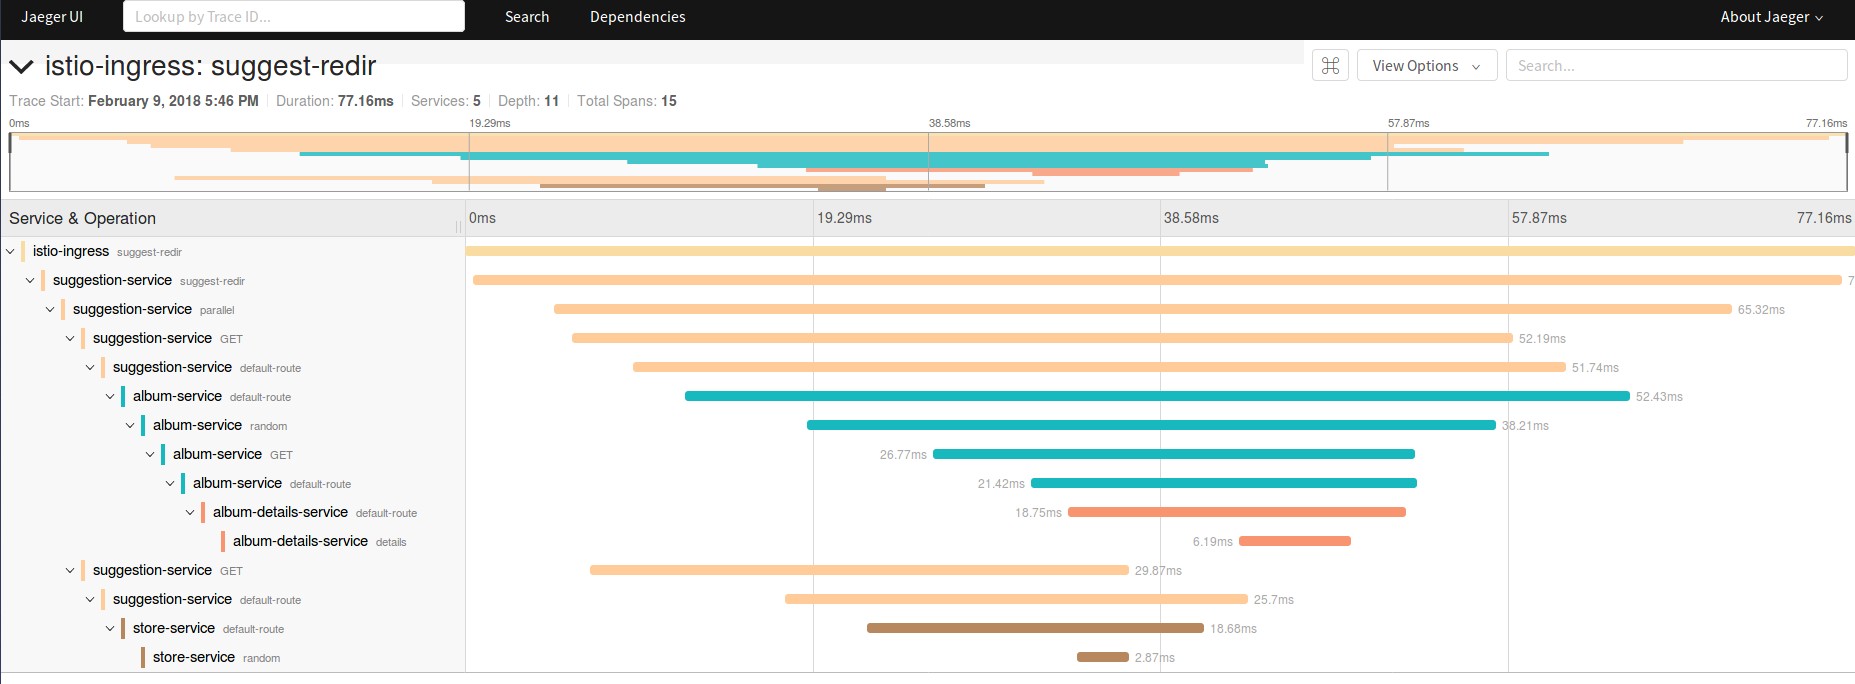 Jaeger UI Lookup by Trace ID... Search Dependencies About Jaeger
istio-ingress: suggest-redir View Options Search...
Trace Start: February 9, 2018 5:46 PM Duration: 77.16ms Services: 5 Depth: 11 Total Spans: 15
0ms 19.29ms 38.58ms 57.87ms 77.16ms
Service & Operation 0ms 19.29ms 38.58ms 57.87ms 77.16ms
istio-ingress suggest-redir
suggestion-service suggest-redir 7
suggestion-service parallel 65.32ms
suggestion-service GET 52.19ms
suggestion-service default-route 51.74ms
album-service default-route 52.43ms
album-service random 38.21ms
album-service GET 26.77ms
album-service default-route 21.42ms
album-details-service default-route 18.75ms
album-details-service details 6.19ms
suggestion-service GET 29.87ms
suggestion-service default-route 25.7ms
store-service default-route 18.68ms
store-service random 2.87ms